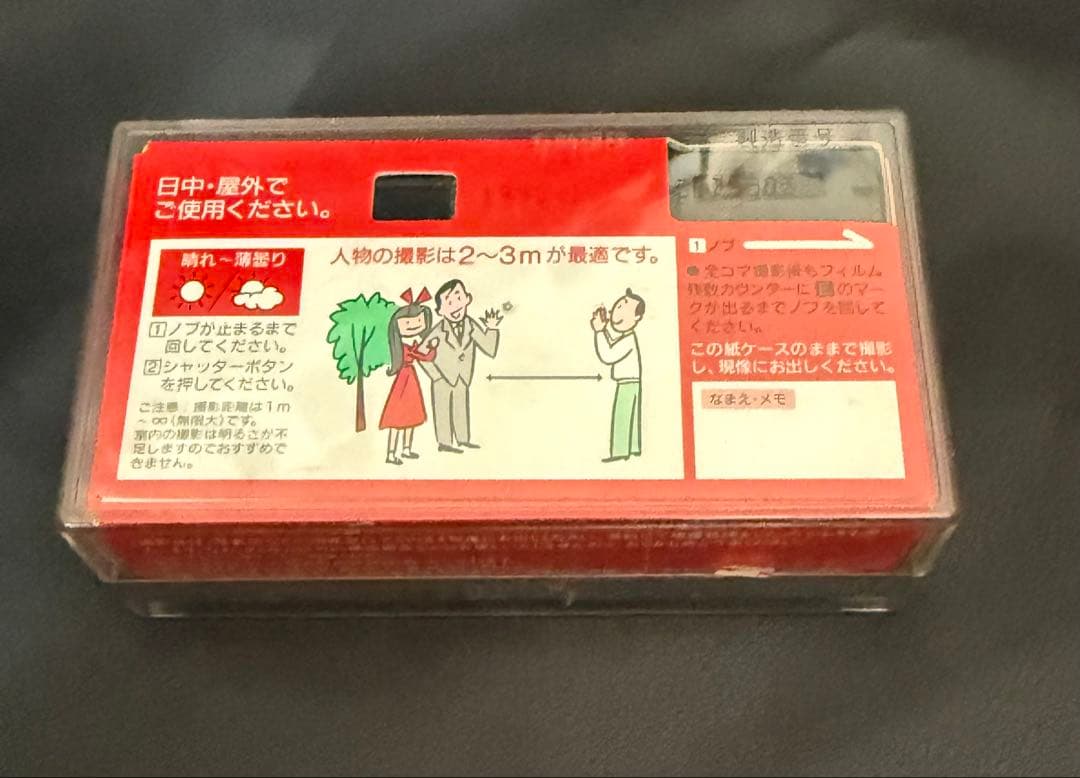 製造番号
日中・屋外で
ご使用ください。
晴れ～薄曇り
1ノブが止まるまで
回してください。
2シャッターボタン
を押してください。
ご注意 撮影距離は1m
～∞(無限大)です。
室内の撮影は明るさが不
足しますのでおすすめで
きません。
人物の撮影は2～3mが最適です。
1ノブ
●全コマ撮影後もフィルム
枚数カウンターに のマー
クが出るまでノブを回して
ください。
この紙ケースのままで撮影
し、現像にお出しください。
なまえ・メモ